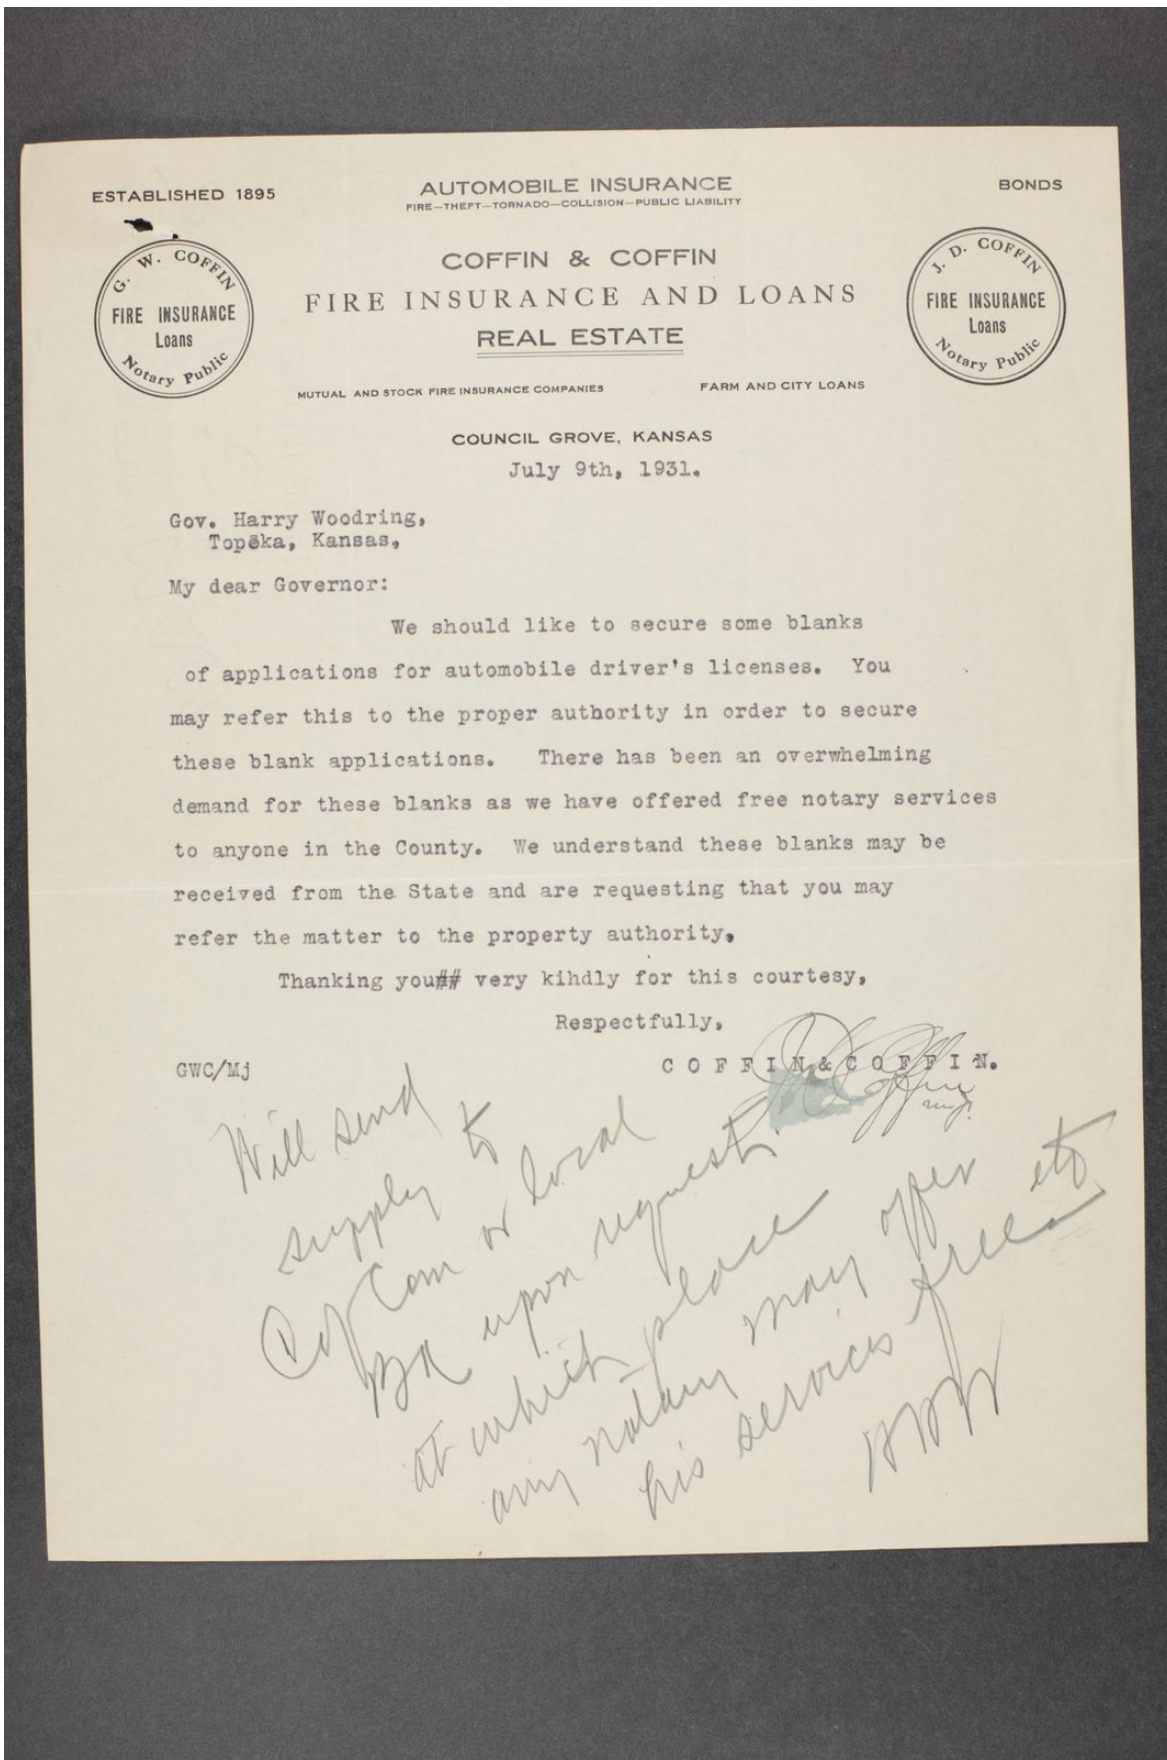 ESTABLISHED 1895
AUTOMOBILE INSURANCE
BONDS
FIRE—THEFT—TORNADO—COLLISION—PUBLIC LIABILITY
G. W. COFFIN
FIRE INSURANCE
Loans
Notary Public
COFFIN & COFFIN
FIRE INSURANCE AND LOANS
REAL ESTATE
J. D. COFFIN
FIRE INSURANCE
Loans
Notary Public
MUTUAL AND STOCK FIRE INSURANCE COMPANIES
FARM AND CITY LOANS
COUNCIL GROVE, KANSAS
July 9th, 1931.
Gov. Harry Woodring,
Topeka, Kansas,
My dear Governor:
We should like to secure some blanks
of applications for automobile driver's licenses. You
may refer this to the proper authority in order to secure
these blank applications. There has been an overwhelming
demand for these blanks as we have offered free notary services
to anyone in the County. We understand these blanks may be
received from the State and are requesting that you may
refer the matter to the property authority.
Thanking you## very kihdly for this courtesy,
Respectfully,
GWC/Mj
COFFIN&COFFIN.
Will send
supply to
Co Com or local
upon request
at which place
any notary may offer
his services free etc